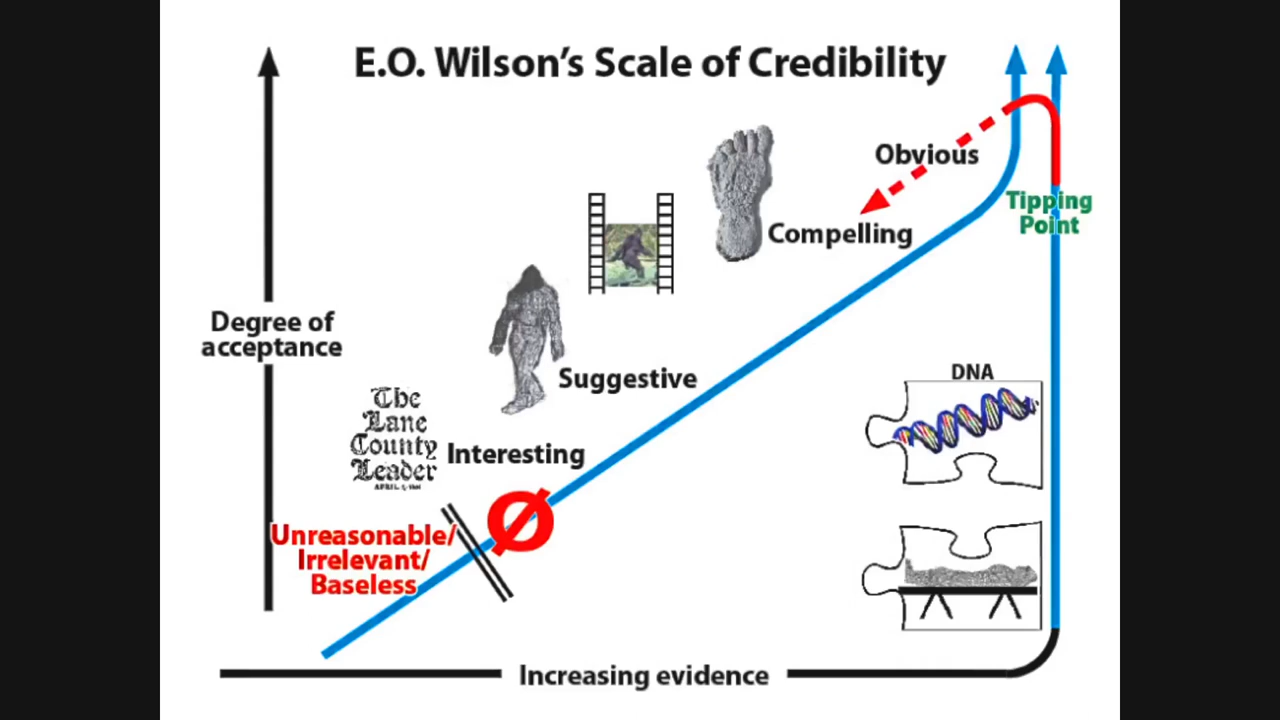 E.O. Wilson's Scale of Credibility
Obvious
Tipping
Point
Compelling
Degree of
acceptance
DNA
Suggestive
The
Lane
County
Leader
Interesting
Unreasonable/
Irrelevant/
Baseless
Ø
Increasing evidence